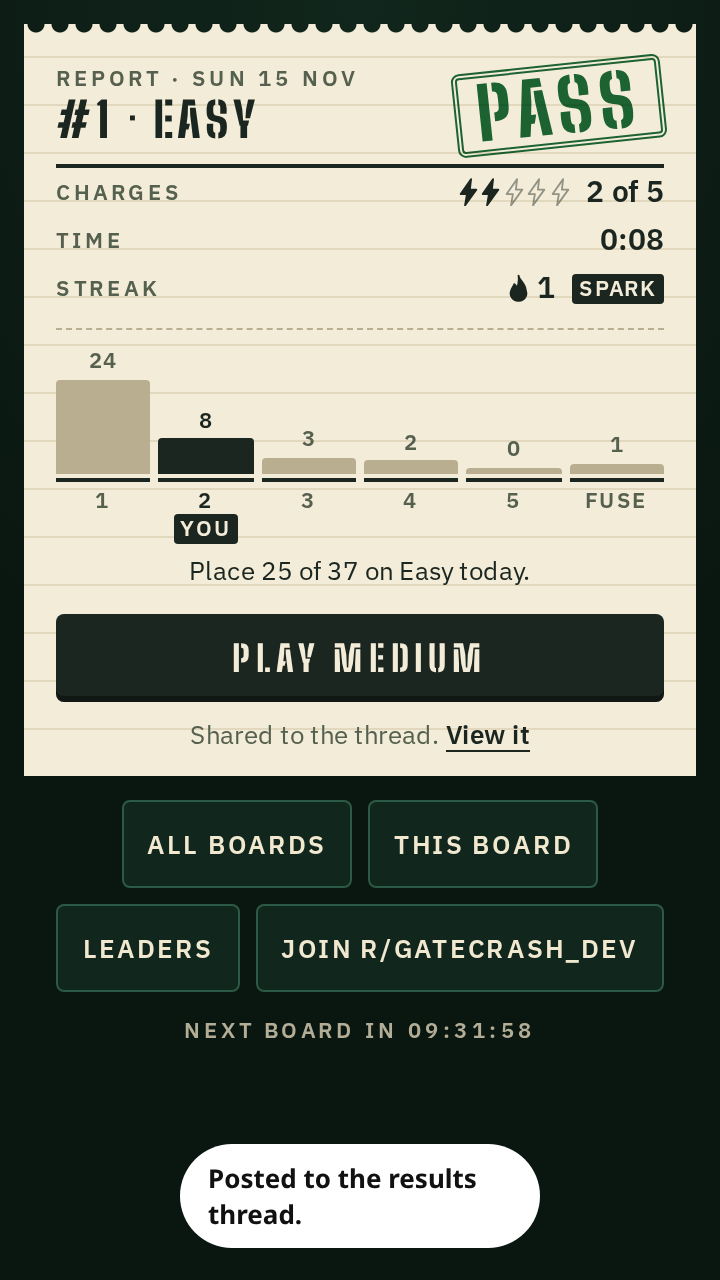 REPORT · SUN 15 NOV
#1 · EASY
PASS
CHARGES 2 of 5
TIME 0:08
STREAK 1 SPARK
24 8 3 2 0 1
1 2 3 4 5 FUSE
YOU
Place 25 of 37 on Easy today.
PLAY MEDIUM
Shared to the thread. View it
ALL BOARDS THIS BOARD
LEADERS JOIN R/GATECRASH_DEV
NEXT BOARD IN 09:31:58
Posted to the results
thread.